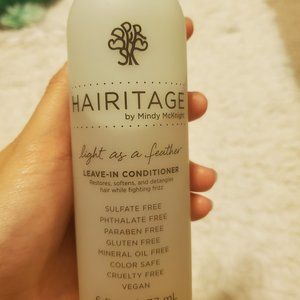 HAIRITAGE
by Mindy McKnight
light as a feather
LEAVE-IN CONDITIONER
Restores, softens, and detangles
hair while fighting frizz
SULFATE FREE
PHTHALATE FREE
PARABEN FREE
GLUTEN FREE
MINERAL OIL FREE
COLOR SAFE
CRUELTY FREE
VEGAN
mL